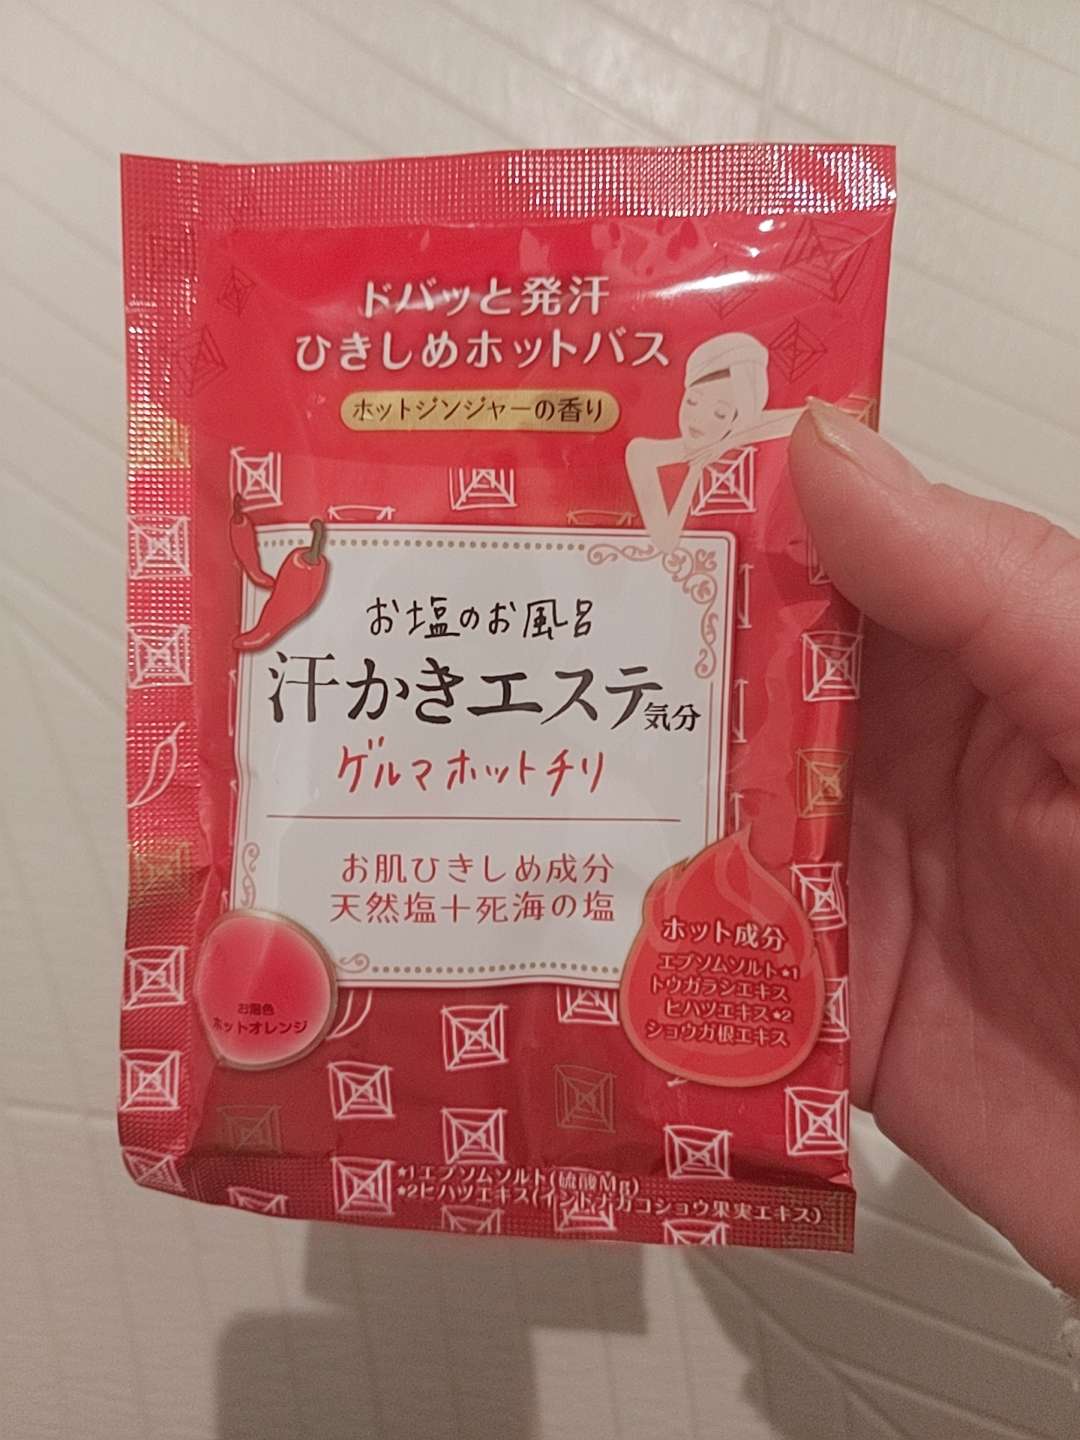 ドバッと発汗
ひきしめホットバス
ホットジンジャーの香り
お塩のお風呂
汗かきエステ気分
ゲルマホットチリ
お肌ひきしめ成分
天然塩+死海の塩
ホット成分
エプソムソルト*1
トウガラシエキス
ヒハツエキス*2
ショウガ根エキス
お湯色
ホットオレンジ
*1エプソムソルト(硫酸Mg)
*2ヒハツエキス(インドナガコショウ果実エキス)